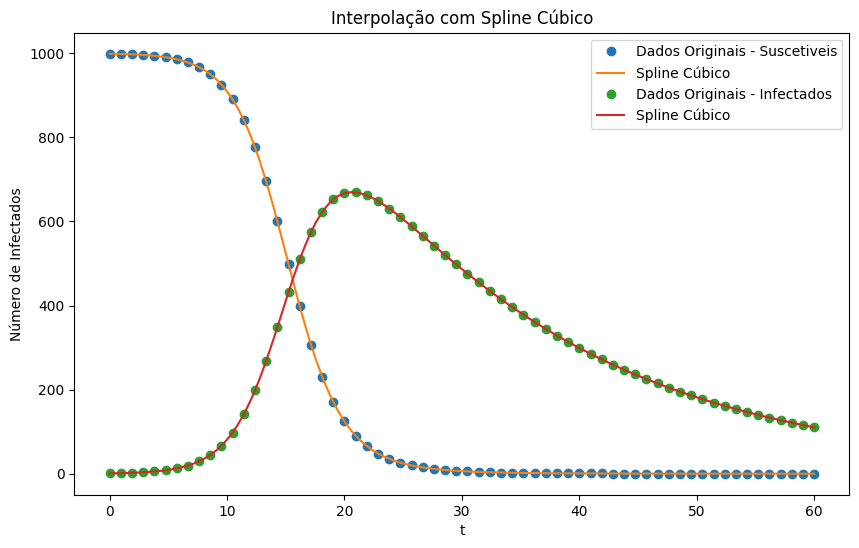 Interpolação com Spline Cúbico
Dados Originais - Suscetiveis
Spline Cúbico
Dados Originais - Infectados
Spline Cúbico
Número de Infectados
1000
800
600
400
200
0
0 10 20 30 40 50 60
t